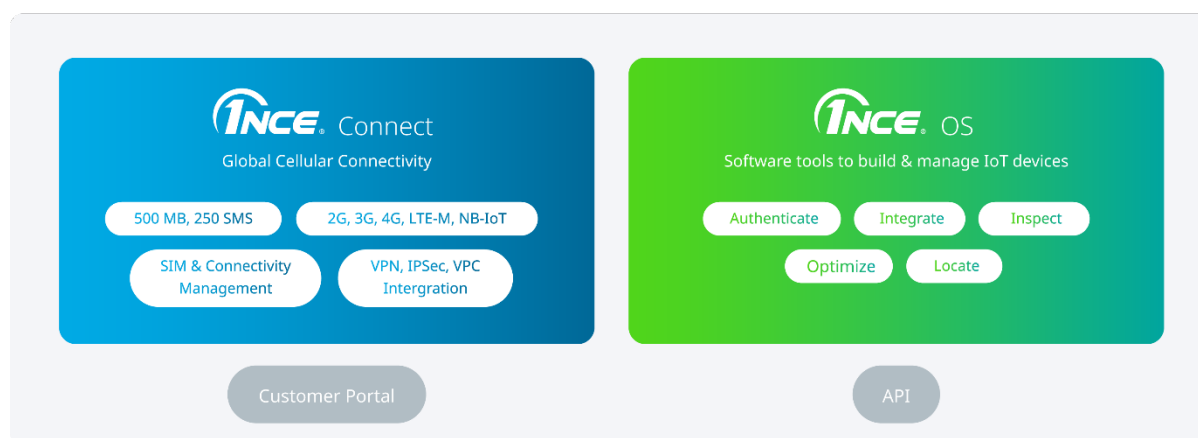 1NCE® Connect
Global Cellular Connectivity
500 MB, 250 SMS
2G, 3G, 4G, LTE-M, NB-IoT
SIM & Connectivity
Management
VPN, IPSec, VPC
Intergration
Customer Portal
1NCE® OS
Software tools to build & manage IoT devices
Authenticate
Integrate
Inspect
Optimize
Locate
API